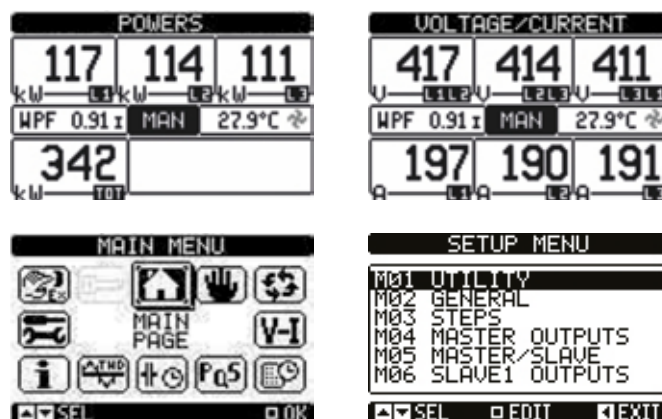 POWERS
117 114 111
kW L1 kW L2 kW L3
WPF 0.91 I MAN 27.9°C
342
kW TOT
VOLTAGE/CURRENT
417 414 411
V L1L2 V L2L3 V L3L1
WPF 0.91 I MAN 27.9°C
197 190 191
A L1 A L2 A L3
MAIN MENU
Ex
MAIN
PAGE
V-I
i THD PQS
SEL OK
SETUP MENU
M01 UTILITY
M02 GENERAL
M03 STEPS
M04 MASTER OUTPUTS
M05 MASTER/SLAVE
M06 SLAVE1 OUTPUTS
SEL EDIT EXIT